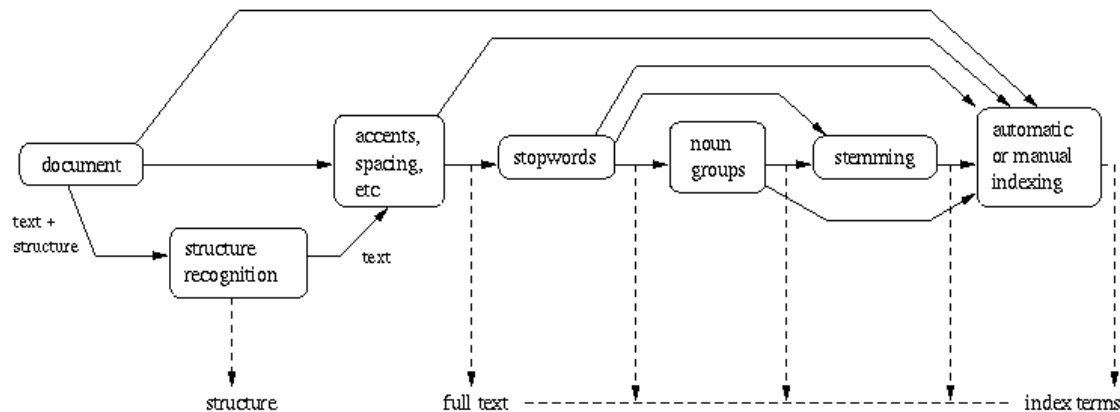 document
text +
structure
structure
recognition
text
accents,
spacing,
etc
stopwords
noun
groups
stemming
automatic
or manual
indexing
structure
full text
index terms